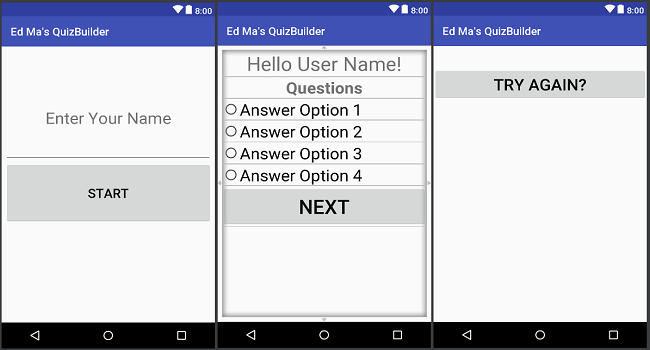 8:00
Ed Ma's QuizBuilder
Enter Your Name
START
8:00
Ed Ma's QuizBuilder
Hello User Name!
Questions
Answer Option 1
Answer Option 2
Answer Option 3
Answer Option 4
NEXT
8:00
Ed Ma's QuizBuilder
TRY AGAIN?